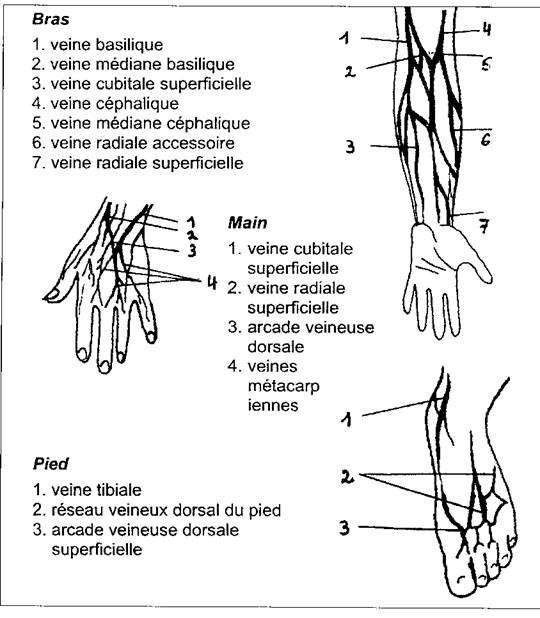 Bras
1. veine basilique
2. veine médiane basilique
3. veine cubitale superficielle
4. veine céphalique
5. veine médiane céphalique
6. veine radiale accessoire
7. veine radiale superficielle
1
2
3
4
5
6
7
1
2
3
4
Main
1. veine cubitale
superficielle
2. veine radiale
superficielle
3. arcade veineuse
dorsale
4. veines
métacarp
iennes
Pied
1. veine tibiale
2. réseau veineux dorsal du pied
3. arcade veineuse dorsale
superficielle
1
2
3